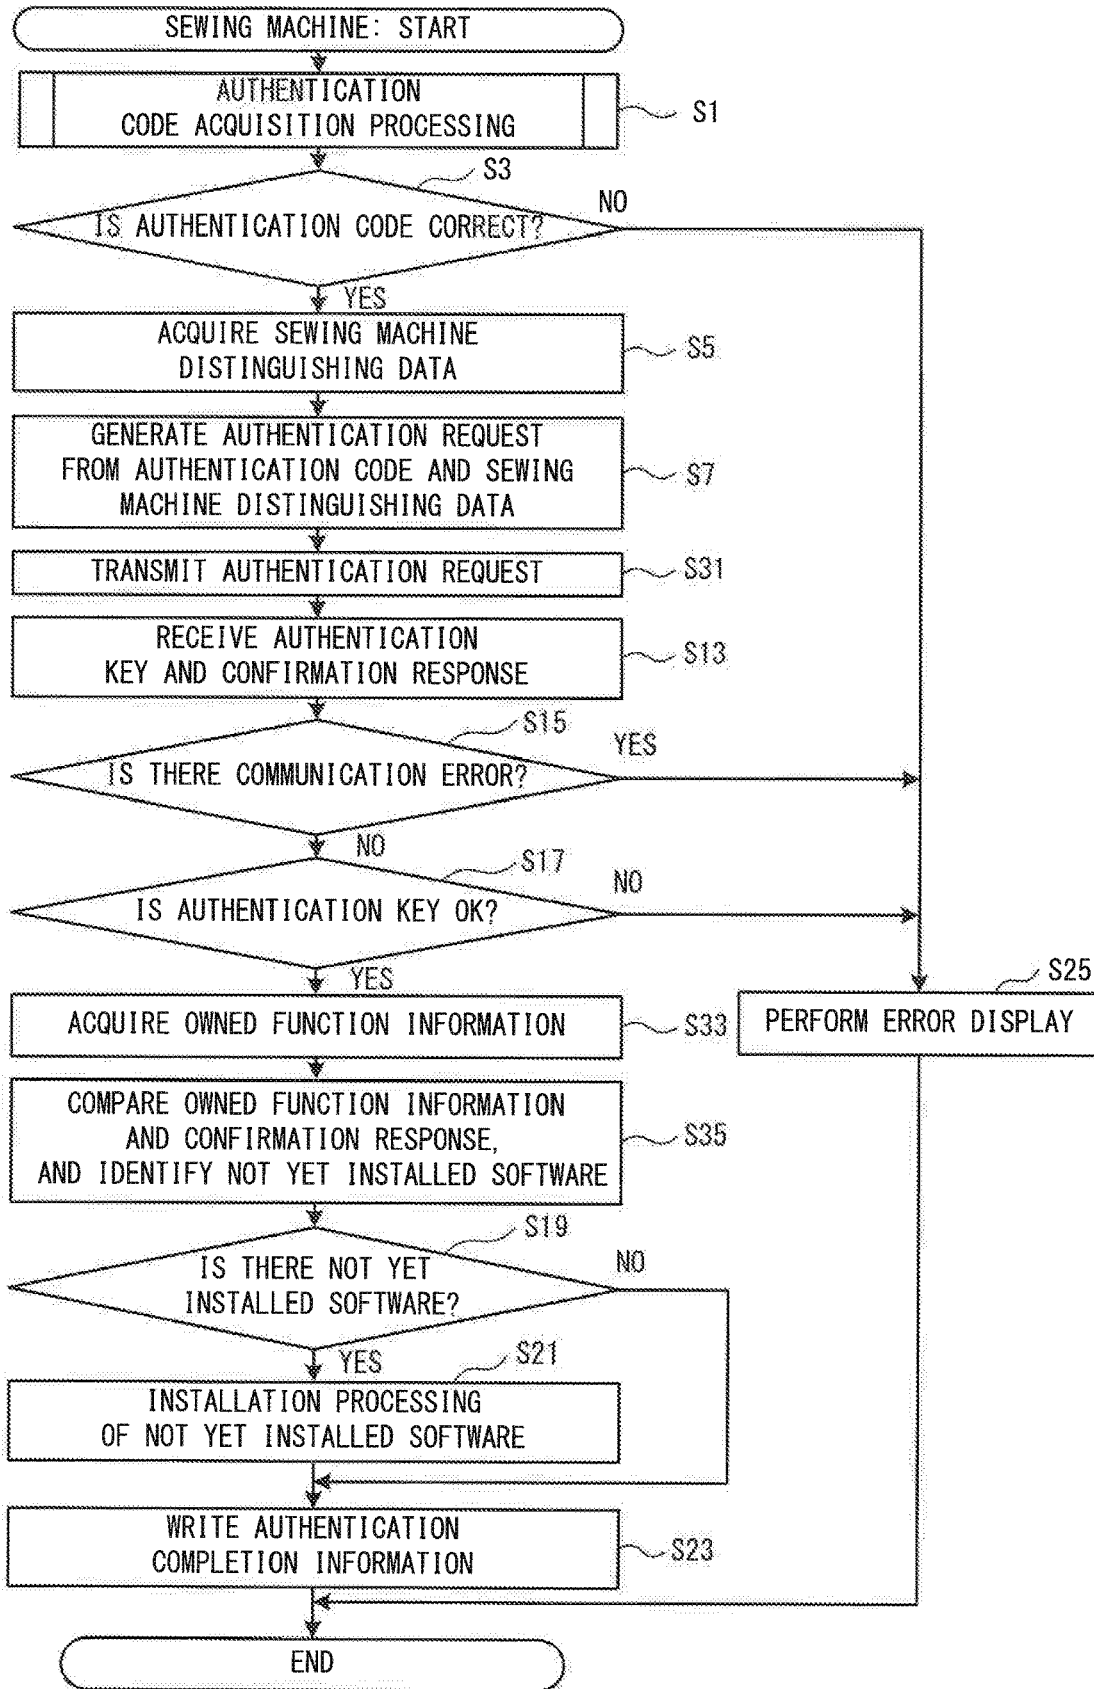 SEWING MACHINE: START
AUTHENTICATION
CODE ACQUISITION PROCESSING
S1
S3
IS AUTHENTICATION CODE CORRECT?
NO
YES
ACQUIRE SEWING MACHINE
DISTINGUISHING DATA
S5
GENERATE AUTHENTICATION REQUEST
FROM AUTHENTICATION CODE AND SEWING
MACHINE DISTINGUISHING DATA
S7
TRANSMIT AUTHENTICATION REQUEST
S31
RECEIVE AUTHENTICATION
KEY AND CONFIRMATION RESPONSE
S13
S15
IS THERE COMMUNICATION ERROR?
YES
NO
S17
IS AUTHENTICATION KEY OK?
NO
YES
S25
ACQUIRE OWNED FUNCTION INFORMATION
S33
PERFORM ERROR DISPLAY
COMPARE OWNED FUNCTION INFORMATION
AND CONFIRMATION RESPONSE,
AND IDENTIFY NOT YET INSTALLED SOFTWARE
S35
S19
IS THERE NOT YET
INSTALLED SOFTWARE?
NO
YES
S21
INSTALLATION PROCESSING
OF NOT YET INSTALLED SOFTWARE
WRITE AUTHENTICATION
COMPLETION INFORMATION
S23
END